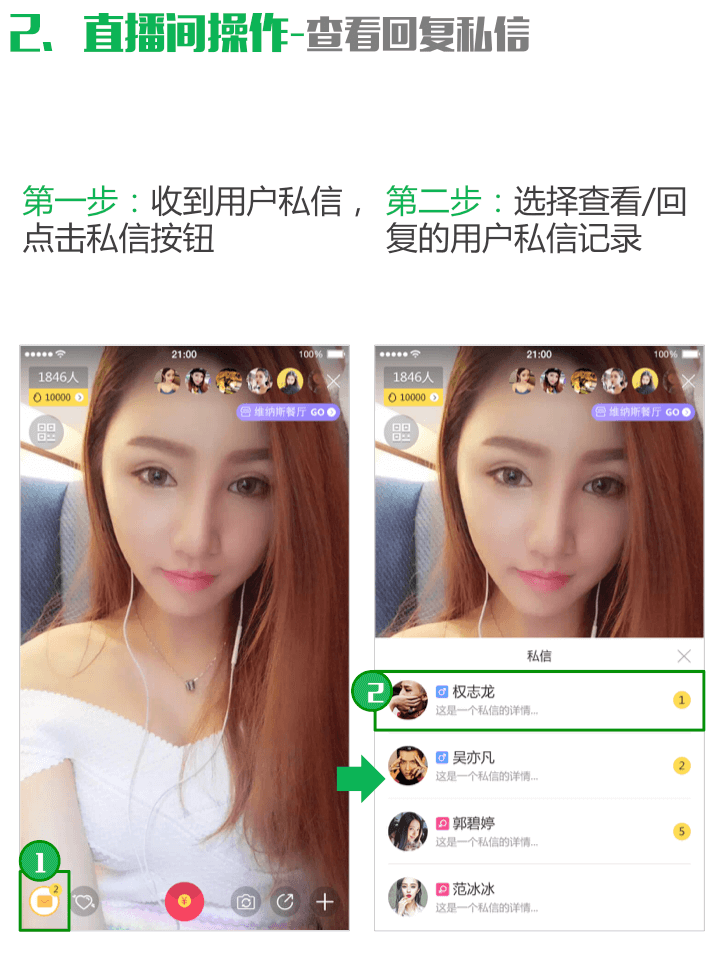 2、直播间操作-查看回复私信
第一步：收到用户私信，
点击私信按钮
第二步：选择查看/回
复的用户私信记录
21:00
100%
1846人
10000
维纳斯餐厅 GO
1
2
¥
21:00
100%
1846人
10000
维纳斯餐厅 GO
私信
2
权志龙
这是一个私信的详情...
1
吴亦凡
这是一个私信的详情...
2
郭碧婷
这是一个私信的详情...
5
范冰冰
这是一个私信的详情...